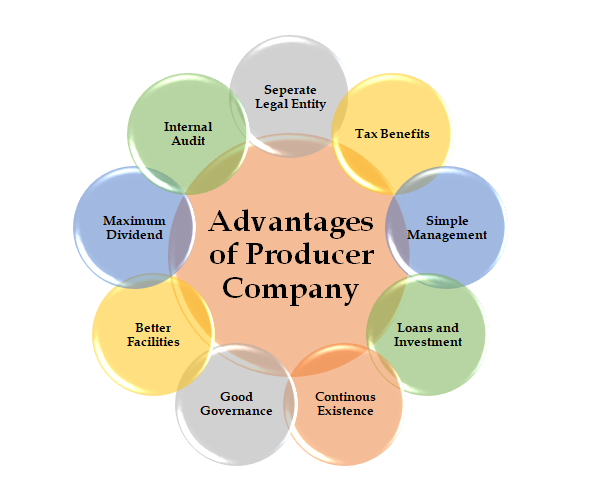 Advantages
of Producer
Company
Seperate
Legal Entity
Tax Benefits
Simple
Management
Loans and
Investment
Continous
Existence
Good
Governance
Better
Facilities
Maximum
Dividend
Internal
Audit